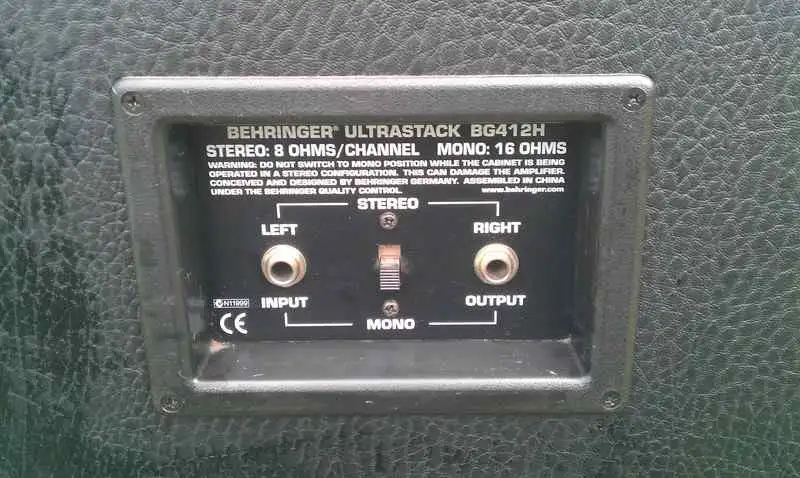 BEHRINGER® ULTRASTACK BG412H
STEREO: 8 OHMS/CHANNEL MONO: 16 OHMS
WARNING: DO NOT SWITCH TO MONO POSITION WHILE THE CABINET IS BEING
OPERATED IN A STEREO CONFIGURATION. THIS CAN DAMAGE THE AMPLIFIER.
CONCEIVED AND DESIGNED BY BEHRINGER GERMANY. ASSEMBLED IN CHINA
UNDER THE BEHRINGER QUALITY CONTROL. www.behringer.com
STEREO
LEFT RIGHT
INPUT OUTPUT
N11999
MONO
CE